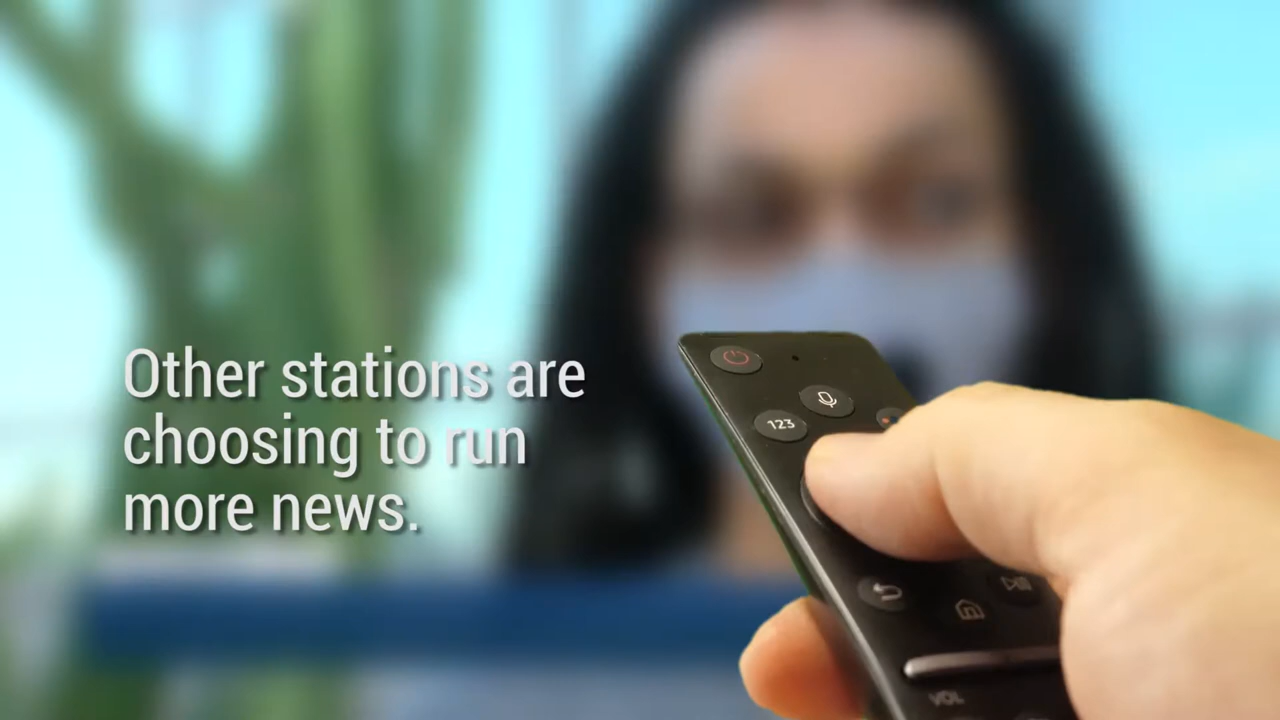 Other stations are
choosing to run
more news.
123
VOL